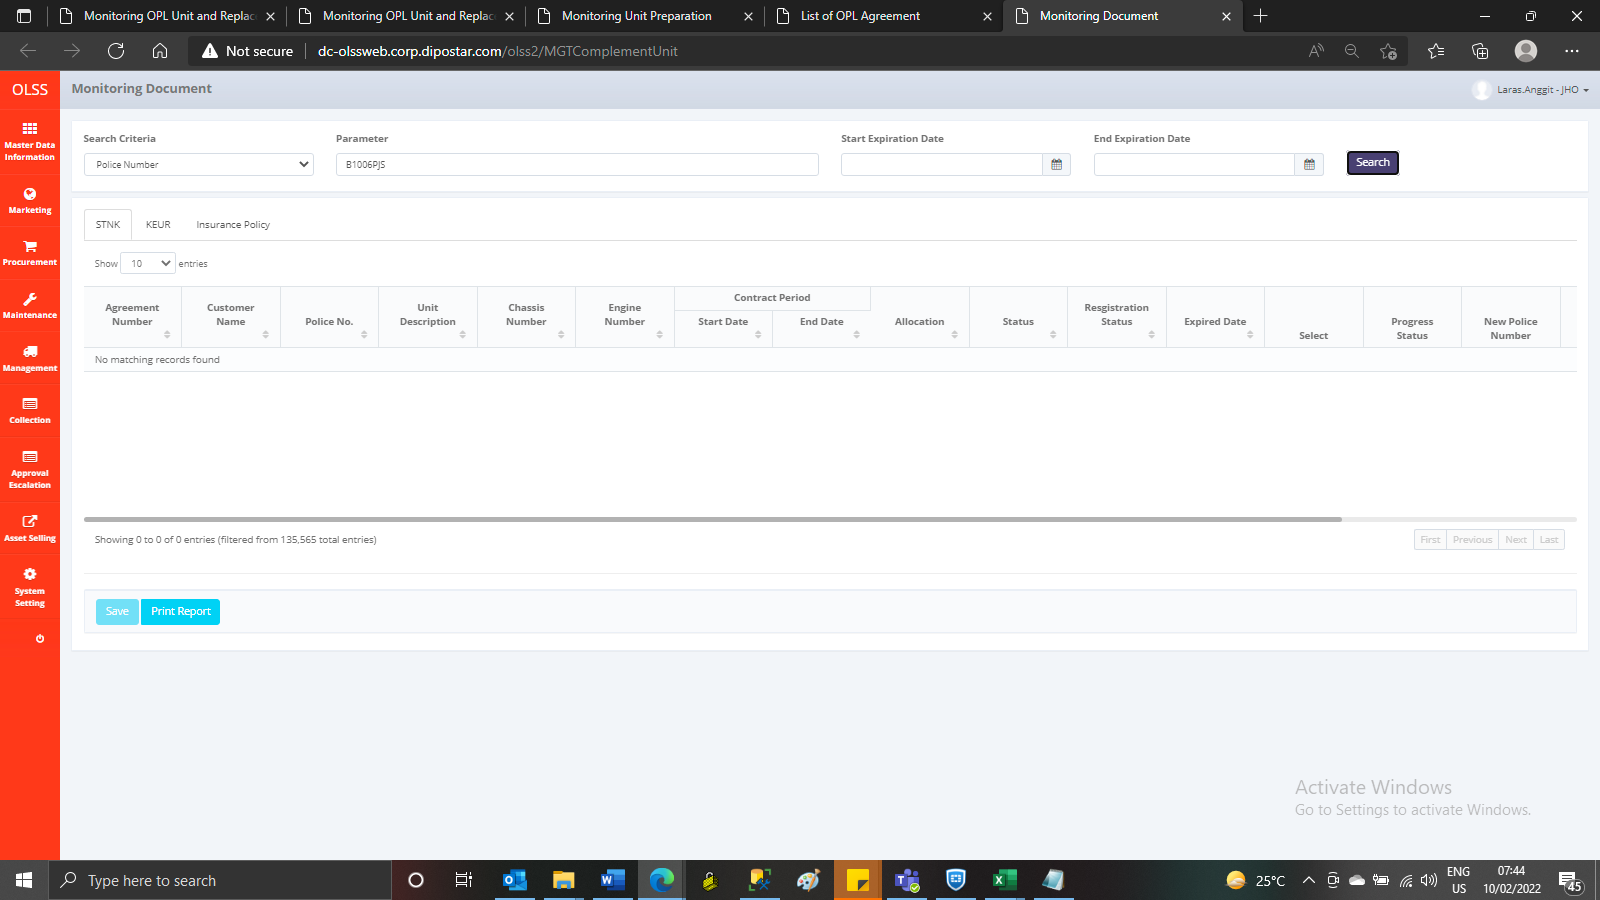 Monitoring OPL Unit and Replac
Monitoring OPL Unit and Replac
Monitoring Unit Preparation
List of OPL Agreement
Monitoring Document
Not secure
dc-olssweb.corp.dipostar.com/olss2/MGTComplementUnit
OLSS
Monitoring Document
Laras.Anggit - JHO
Master Data
Information
Marketing
Procurement
Maintenance
Management
Collection
Approval
Escalation
Asset Selling
System
Setting
Search Criteria
Parameter
Start Expiration Date
End Expiration Date
Police Number
B1006PJS
Search
STNK
KEUR
Insurance Policy
Show 10 entries
Agreement
Number
Customer
Name
Police No.
Unit
Description
Chassis
Number
Engine
Number
Contract Period
Start Date
End Date
Allocation
Status
Resgistration
Status
Expired Date
Select
Progress
Status
New Police
Number
No matching records found
Showing 0 to 0 of 0 entries (filtered from 135,565 total entries)
First
Previous
Next
Last
Save
Print Report
Activate Windows
Go to Settings to activate Windows.
Type here to search
25°C
ENG
US
07:44
10/02/2022
45